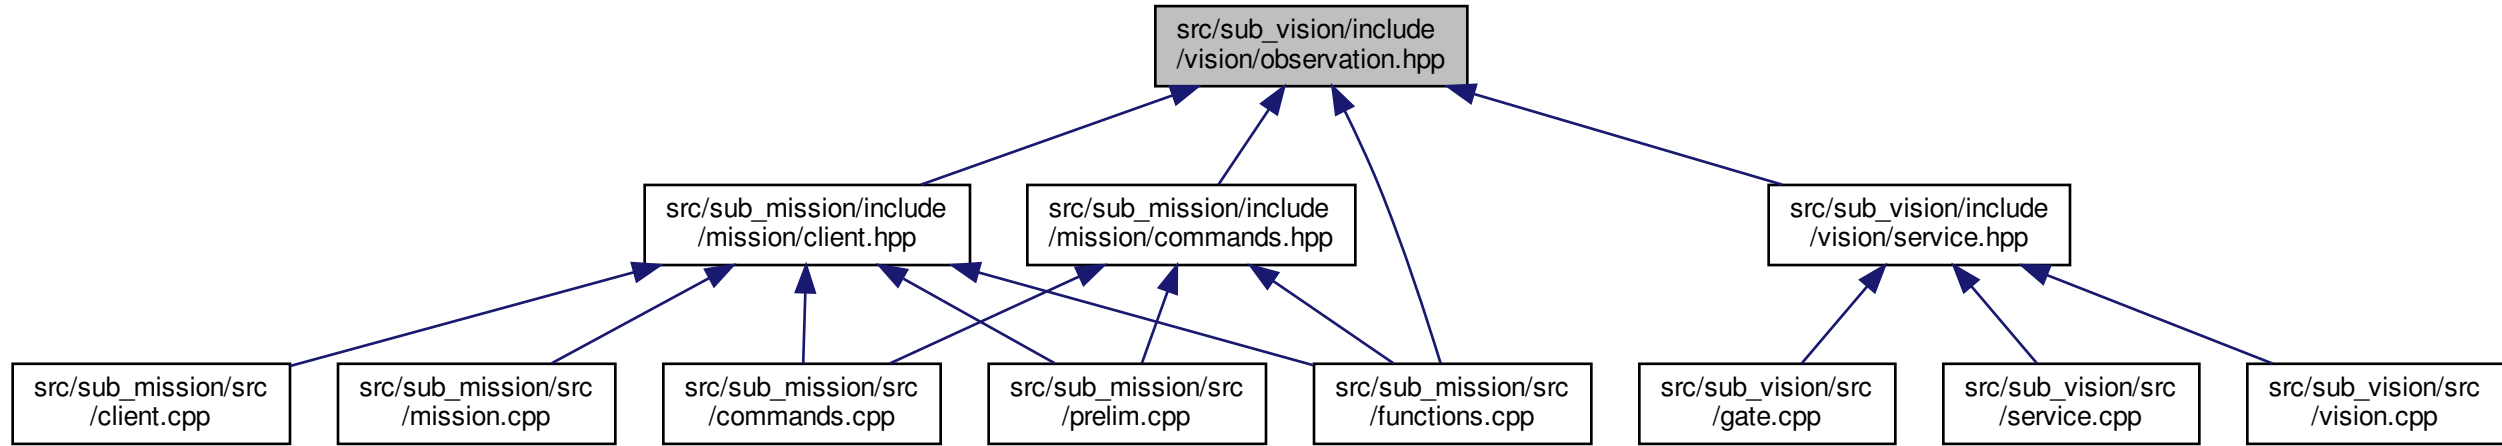 src/sub_vision/include
/vision/observation.hpp
src/sub_mission/include
/mission/client.hpp
src/sub_mission/include
/mission/commands.hpp
src/sub_vision/include
/vision/service.hpp
src/sub_mission/src
/client.cpp
src/sub_mission/src
/mission.cpp
src/sub_mission/src
/commands.cpp
src/sub_mission/src
/prelim.cpp
src/sub_mission/src
/functions.cpp
src/sub_vision/src
/gate.cpp
src/sub_vision/src
/service.cpp
src/sub_vision/src
/vision.cpp